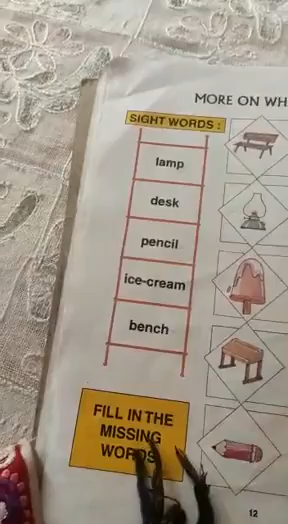 MORE ON WH
SIGHT WORDS :
lamp
desk
pencil
ice-cream
bench
FILL IN THE
MISSING
WORDS
12